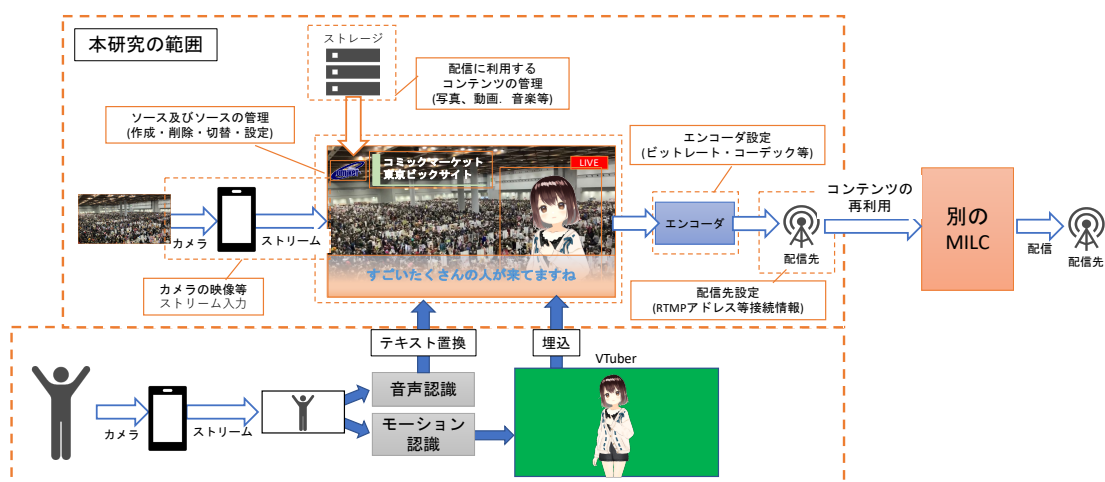 本研究の範囲
ストレージ
配信に利用する
コンテンツの管理
(写真、動画．音楽等)
ソース及びソースの管理
(作成・削除・切替・設定)
コミックマーケット
東京ビックサイト
LIVE
すごいたくさんの人が来てますね
カメラ
ストリーム
カメラの映像等
ストリーム入力
エンコーダ設定
(ビットレート・コーデック等)
エンコーダ
配信先
配信先設定
(RTMPアドレス等接続情報)
コンテンツの
再利用
別の
MILC
配信
配信先
テキスト置換
埋込
VTuber
カメラ
ストリーム
音声認識
モーション
認識